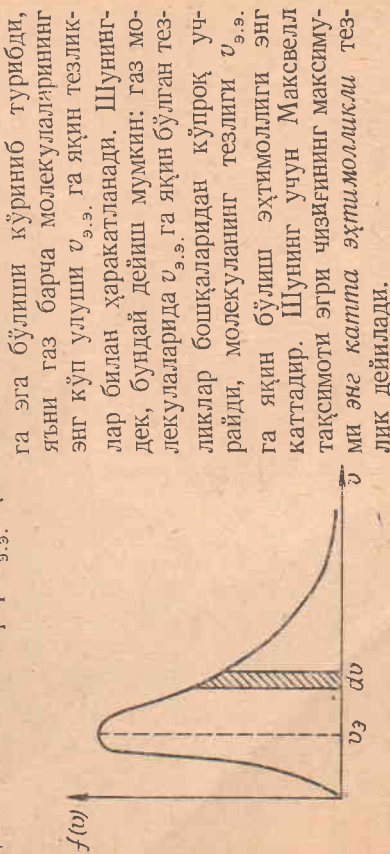 га эга бўлиши кўриниб турибди,
яъни газ барча молекулаларининг
энг кўп улуши v э.э. га яқин тезлик-
лар билан ҳаракатланади. Шунинг-
дек, бундай дейиш мумкин: газ мо-
лекулаларида v э.э. га яқин бўлган тез-
ликлар бошқаларидан кўпроқ уч-
райди, молекуланинг тезлиги v э.э.
га яқин бўлиш эҳтимоллиги энг
каттадир. Шунинг учун Максвелл
тақсимоти эгри чизиғининг максиму-
ми энг катта эҳтимолликли тез-
лик дейилади.
f(v)
vэ
dv
v